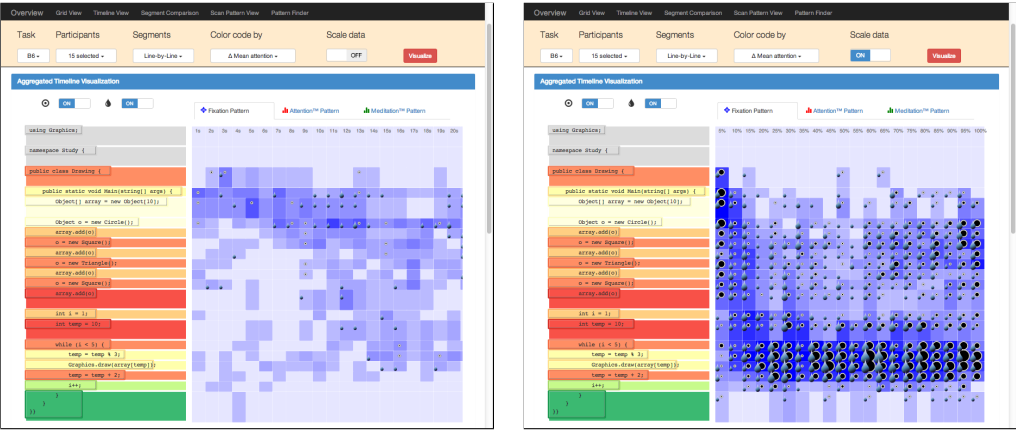 Overview Grid View Timeline View Segment Comparison Scan Pattern View Pattern Finder
Task Participants Segments Color code by Scale data
B6 15 selected Line-by-Line Δ Mean attention OFF Visualize
Aggregated Timeline Visualization
ON ON
Fixation Pattern Attention™ Pattern Meditation™ Pattern
1s 2s 3s 4s 5s 6s 7s 8s 9s 10s 11s 12s 13s 14s 15s 16s 17s 18s 19s 20s
using Graphics;
namespace Study {
public class Drawing {
public static void Main(string[] args) {
Object[] array = new Object[10];
Object o = new Circle();
array.add(o)
o = new Square();
array.add(o)
o = new Triangle();
array.add(o)
o = new Square();
array.add(o)
int i = 1;
int temp = 10;
while (i < 5) {
temp = temp % 3;
Graphics.draw(array[temp]);
temp = temp + 2;
i++;
}
}
}}
Overview Grid View Timeline View Segment Comparison Scan Pattern View Pattern Finder
Task Participants Segments Color code by Scale data
B6 15 selected Line-by-Line Δ Mean attention ON Visualize
Aggregated Timeline Visualization
ON ON
Fixation Pattern Attention™ Pattern Meditation™ Pattern
5% 10% 15% 20% 25% 30% 35% 40% 45% 50% 55% 60% 65% 70% 75% 80% 85% 90% 95% 100%
using Graphics;
namespace Study {
public class Drawing {
public static void Main(string[] args) {
Object[] array = new Object[10];
Object o = new Circle();
array.add(o)
o = new Square();
array.add(o)
o = new Triangle();
array.add(o)
o = new Square();
array.add(o)
int i = 1;
int temp = 10;
while (i < 5) {
temp = temp % 3;
Graphics.draw(array[temp]);
temp = temp + 2;
i++;
}
}
}}